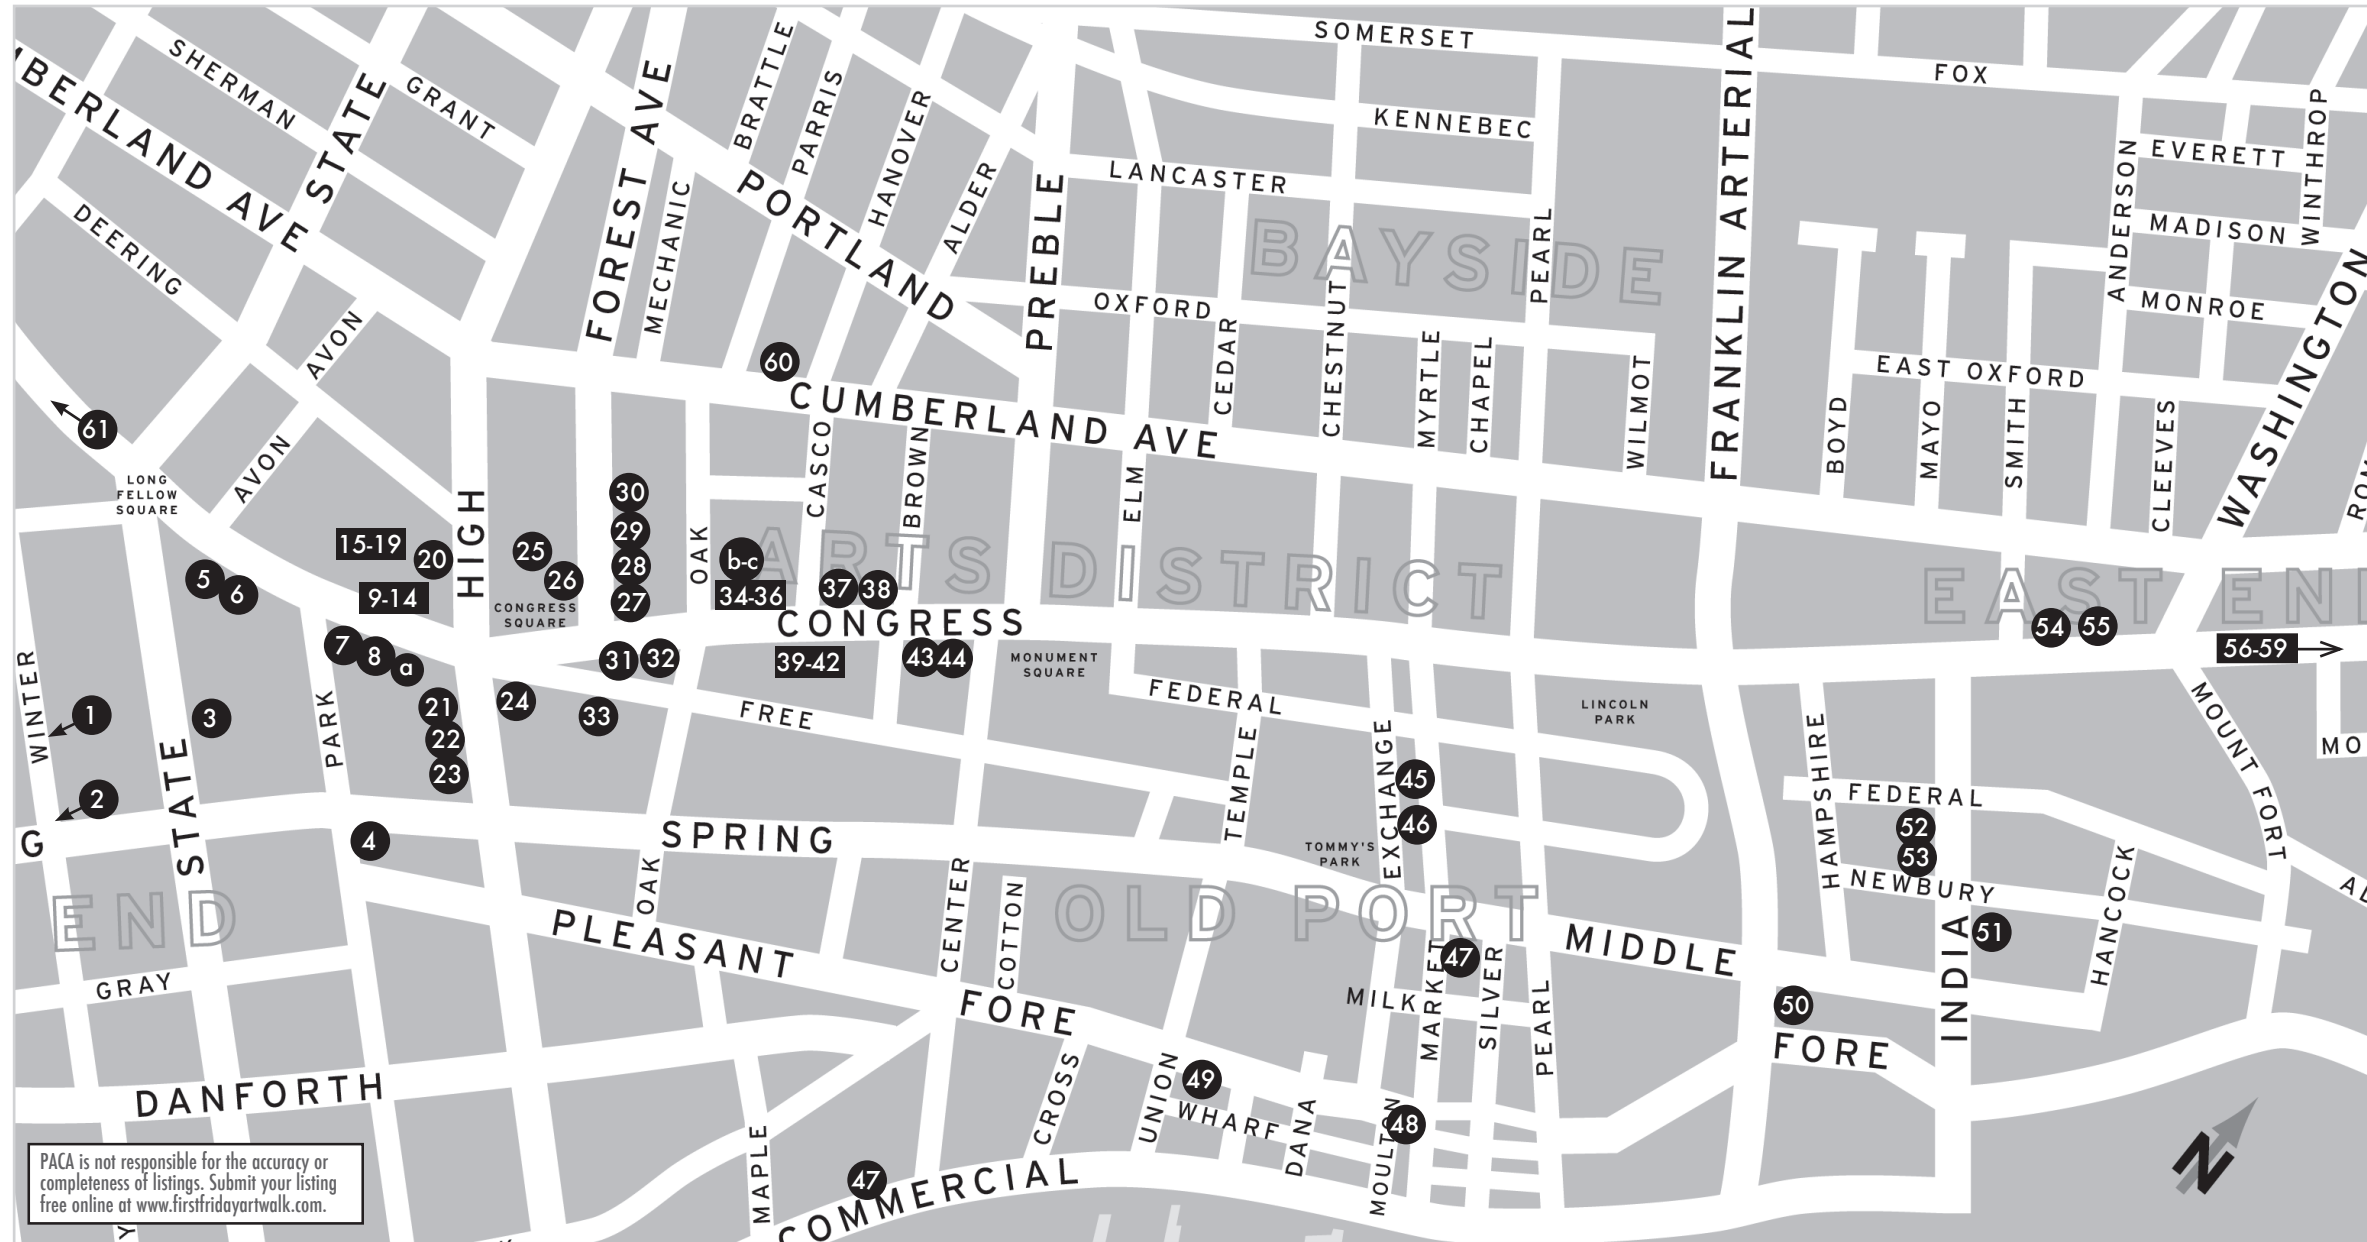 SOMERSET
FOX
SHERMAN
GRANT
BRATTLE
PARRIS
HANOVER
ALDER
KENNEBEC
FRANKLIN ARTERIAL
EVERETT
WINTHROP
MBERLAND AVE
STATE
FOREST AVE
MECHANIC
PORTLAND
PREBLE
LANCASTER
BAYSIDE
PEARL
ANDERSON
MADISON
DEERING
AVON
OXFORD
CEDAR
CHESTNUT
MYRTLE
CHAPEL
WILMOT
MONROE
EAST OXFORD
WASHINGTON
60
CUMBERLAND AVE
BOYD
MAYO
SMITH
CLEEVES
61
AVON
LONG
FELLOW
SQUARE
HIGH
CASCO
BROWN
ELM
30
29
28
27
OAK
15-19
20
9-14
25
26
CONGRESS
SQUARE
b-c
34-36
37
38
ARTS DISTRICT
EAST EN
54
55
56-59
5
6
7
8
a
31
32
CONGRESS
39-42
43
44
MONUMENT
SQUARE
WINTER
1
3
PARK
21
22
23
24
33
FREE
FEDERAL
TEMPLE
EXCHANGE
LINCOLN
PARK
HAMPSHIRE
MOUNT FORT
MO
2
STATE
G
4
SPRING
OAK
45
46
TOMMY'S
PARK
FEDERAL
52
53
NEWBURY
HANCOCK
END
PLEASANT
CENTER
COTTON
OLD PORT
MIDDLE
INDIA
51
GRAY
FORE
MILK
MARKET
47
SILVER
PEARL
50
FORE
DANFORTH
CROSS
UNION
49
WHARF
DANA
MOULTON
48
MAPLE
47
COMMERCIAL
N
PACA is not responsible for the accuracy or
completeness of listings. Submit your listing
free online at www.firstfridayartwalk.com.